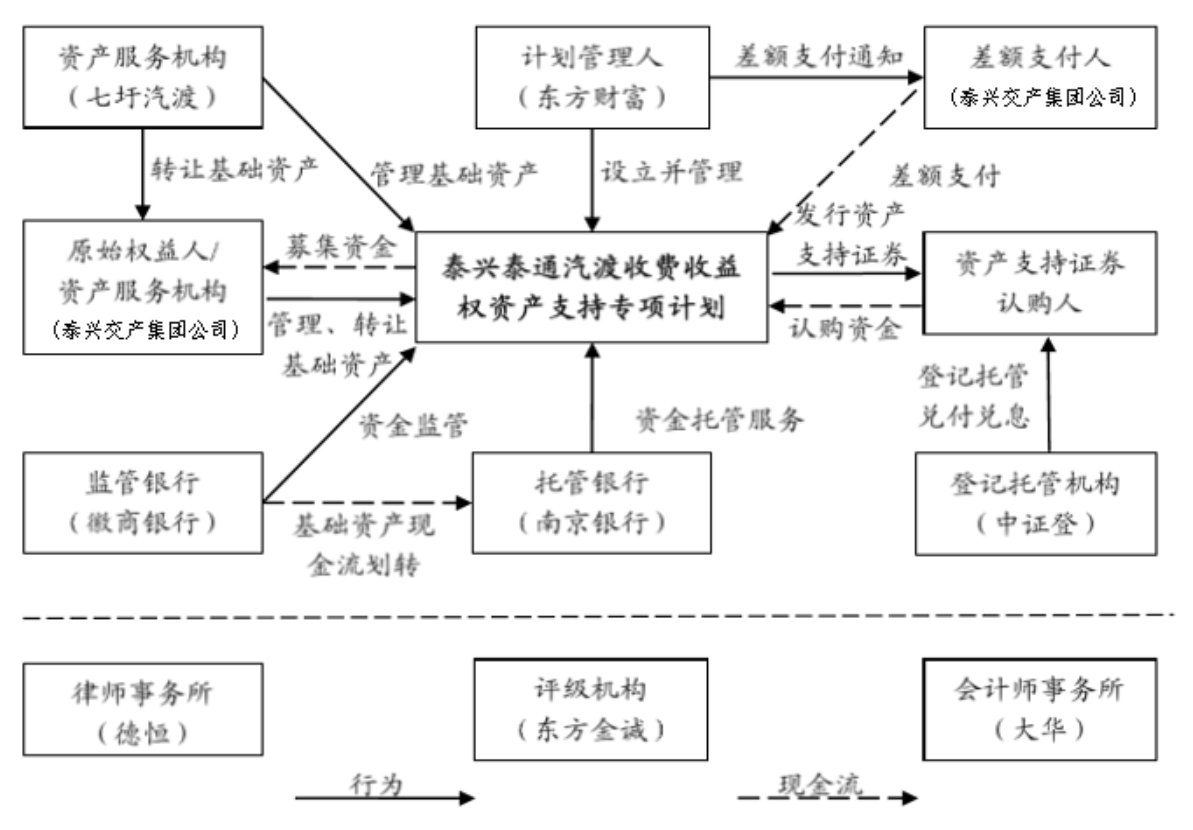 资产服务机构
（七圩汽渡）
计划管理人
（东方财富）
差额支付通知
差额支付人
（泰兴交产集团公司）
转让基础资产
管理基础资产
设立并管理
差额支付
原始权益人/
资产服务机构
（泰兴交产集团公司）
募集资金
管理、转让
基础资产
泰兴泰通汽渡收费收益
权资产支持专项计划
发行资产
支持证券
认购资金
资产支持证券
认购人
资金监管
资金托管服务
登记托管
兑付兑息
监管银行
（徽商银行）
基础资产现
金流划转
托管银行
（南京银行）
登记托管机构
（中证登）
律师事务所
（德恒）
评级机构
（东方金诚）
会计师事务所
（大华）
行为
现金流